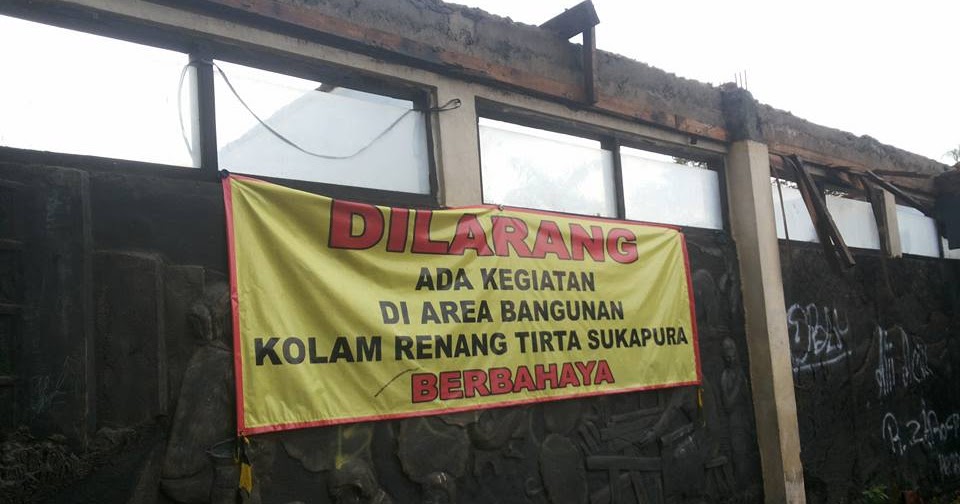 DILARANG
ADA KEGIATAN
DI AREA BANGUNAN
KOLAM RENANG TIRTA SUKAPURA
BERBAHAYA